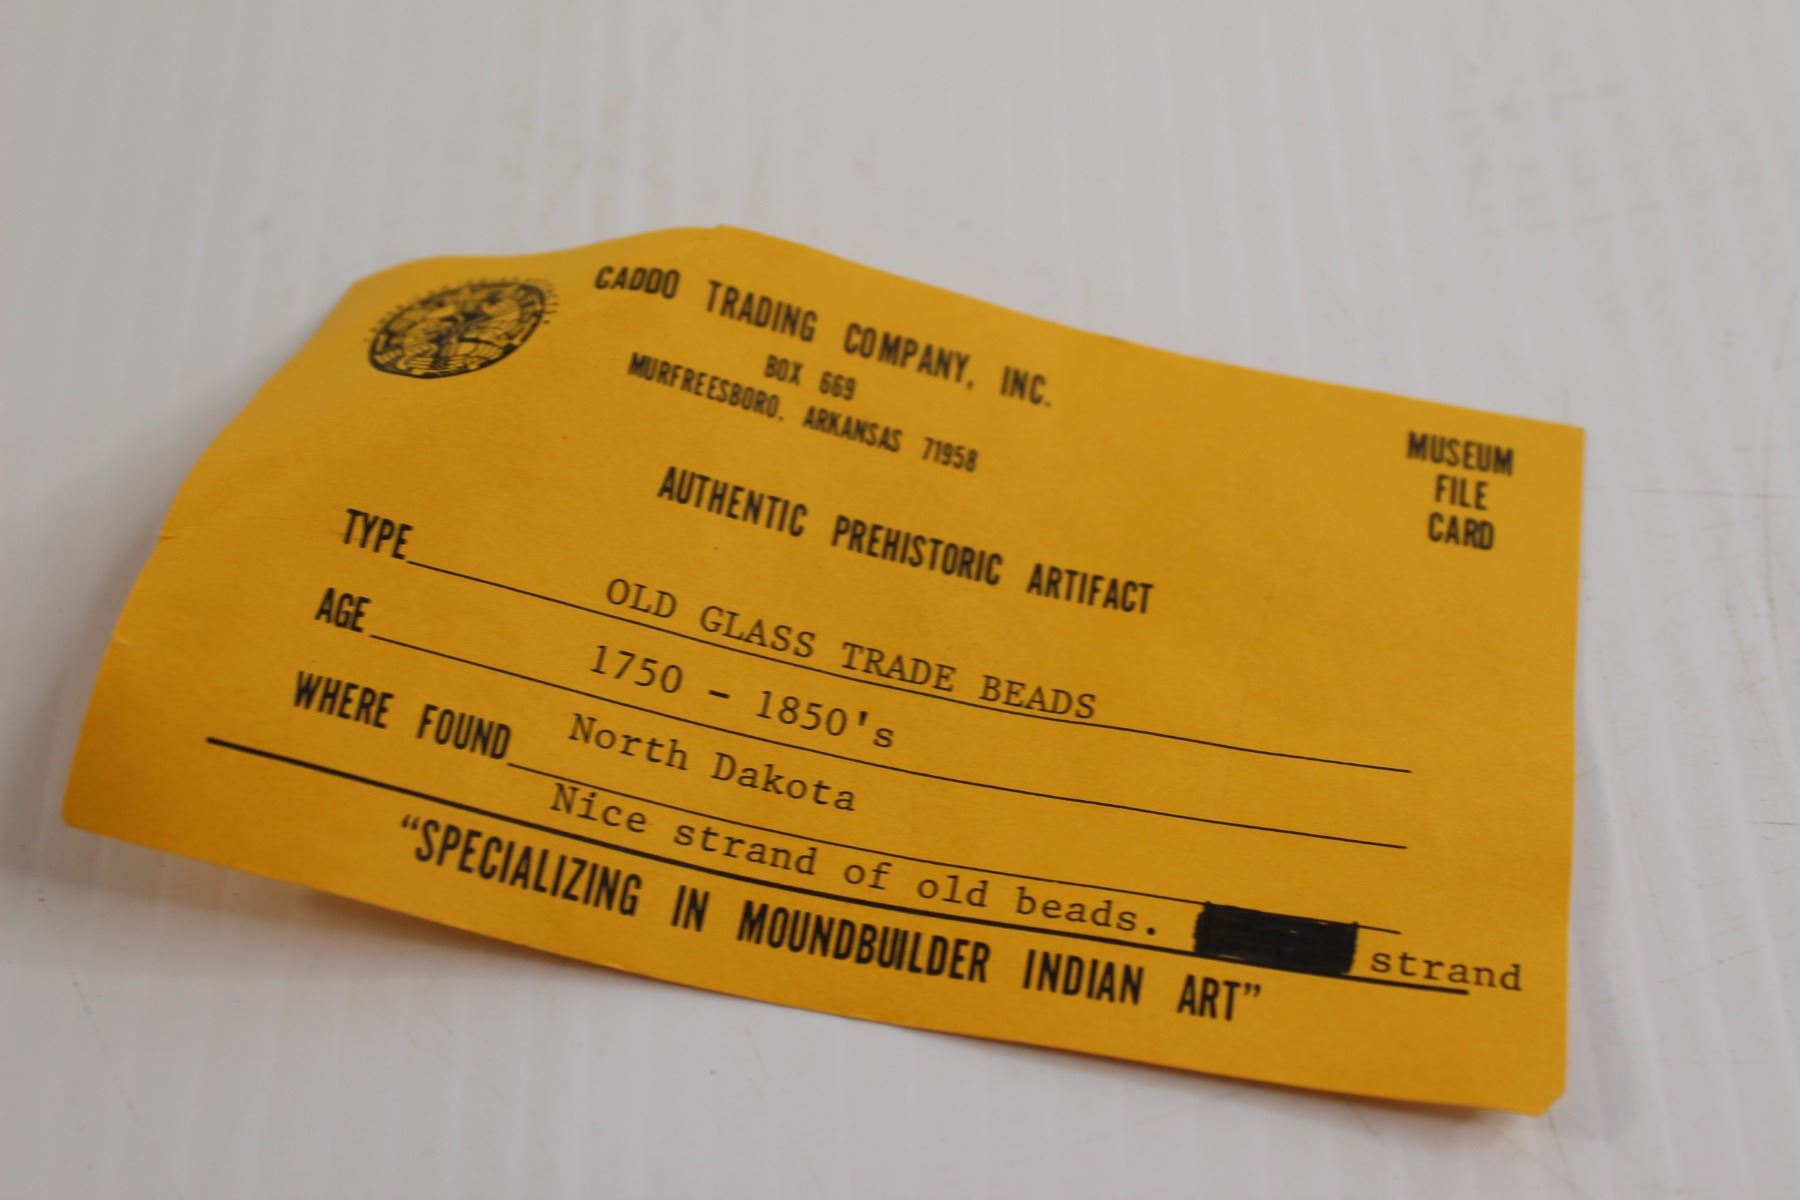 CADDO TRADING COMPANY, INC.
BOX 669
MURFREESBORO, ARKANSAS 71958
MUSEUM
FILE
CARD
AUTHENTIC PREHISTORIC ARTIFACT
TYPE OLD GLASS TRADE BEADS
AGE 1750 - 1850's
WHERE FOUND North Dakota
Nice strand of old beads. strand
"SPECIALIZING IN MOUNDBUILDER INDIAN ART"